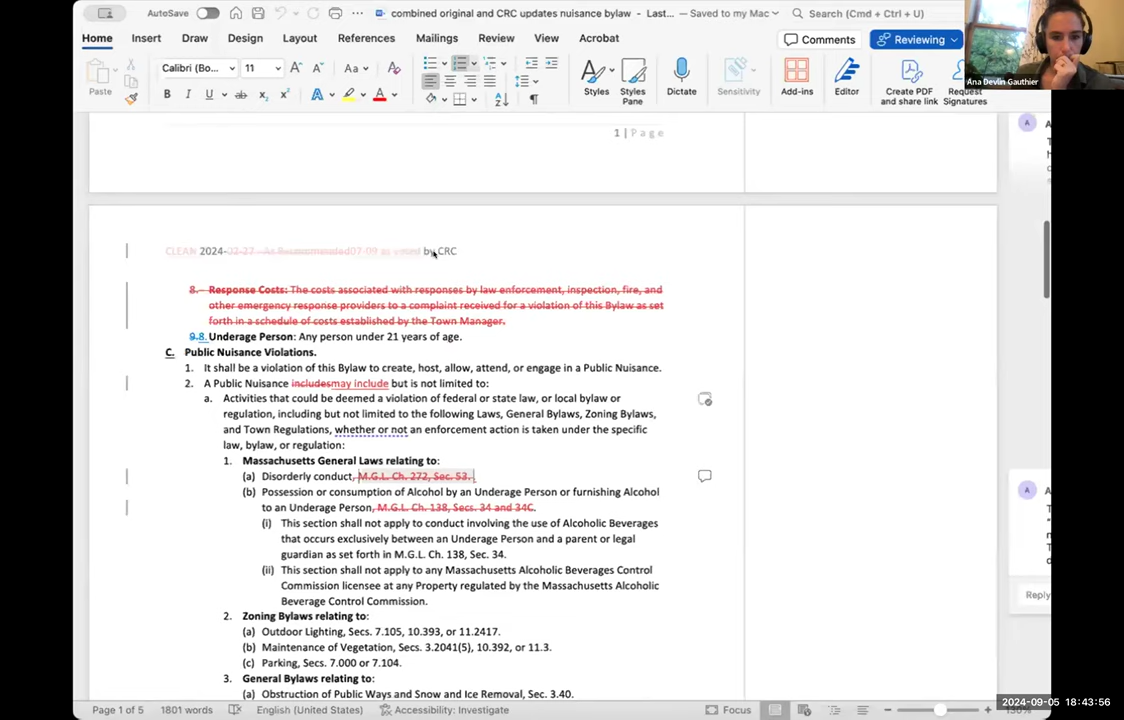 AutoSave
combined original and CRC updates nuisance bylaw - Last... — Saved to my Mac
Search (Cmd + Ctrl + U)
Home Insert Draw Design Layout References Mailings Review View Acrobat
Comments Reviewing Editing
Calibri (Bo... 11
Paste
Styles Styles Pane Dictate Sensitivity Add-ins Editor Create PDF and share link Request Signatures
Ana Devlin Gauthier
1 | Page
CLEAN 2024-02-27 - As Recommended07-09 as voted by CRC
8. Response Costs: The costs associated with responses by law enforcement, inspection, fire, and
other emergency response providers to a complaint received for a violation of this Bylaw as set
forth in a schedule of costs established by the Town Manager.
9.8. Underage Person: Any person under 21 years of age.
C. Public Nuisance Violations.
1. It shall be a violation of this Bylaw to create, host, allow, attend, or engage in a Public Nuisance.
2. A Public Nuisance includesmay include but is not limited to:
a. Activities that could be deemed a violation of federal or state law, or local bylaw or
regulation, including but not limited to the following Laws, General Bylaws, Zoning Bylaws,
and Town Regulations, whether or not an enforcement action is taken under the specific
law, bylaw, or regulation:
1. Massachusetts General Laws relating to:
(a) Disorderly conduct, M.G.L. Ch. 272, Sec. 53.
(b) Possession or consumption of Alcohol by an Underage Person or furnishing Alcohol
to an Underage Person, M.G.L. Ch. 138, Secs. 34 and 34C.
(i) This section shall not apply to conduct involving the use of Alcoholic Beverages
that occurs exclusively between an Underage Person and a parent or legal
guardian as set forth in M.G.L. Ch. 138, Sec. 34.
(ii) This section shall not apply to any Massachusetts Alcoholic Beverages Control
Commission licensee at any Property regulated by the Massachusetts Alcoholic
Beverage Control Commission.
2. Zoning Bylaws relating to:
(a) Outdoor Lighting, Secs. 7.105, 10.393, or 11.2417.
(b) Maintenance of Vegetation, Secs. 3.2041(5), 10.392, or 11.3.
(c) Parking, Secs. 7.000 or 7.104.
3. General Bylaws relating to:
(a) Obstruction of Public Ways and Snow and Ice Removal, Sec. 3.40.
Reply
Page 1 of 5 1801 words English (United States) Accessibility: Investigate Focus
2024-09-05 18:43:56